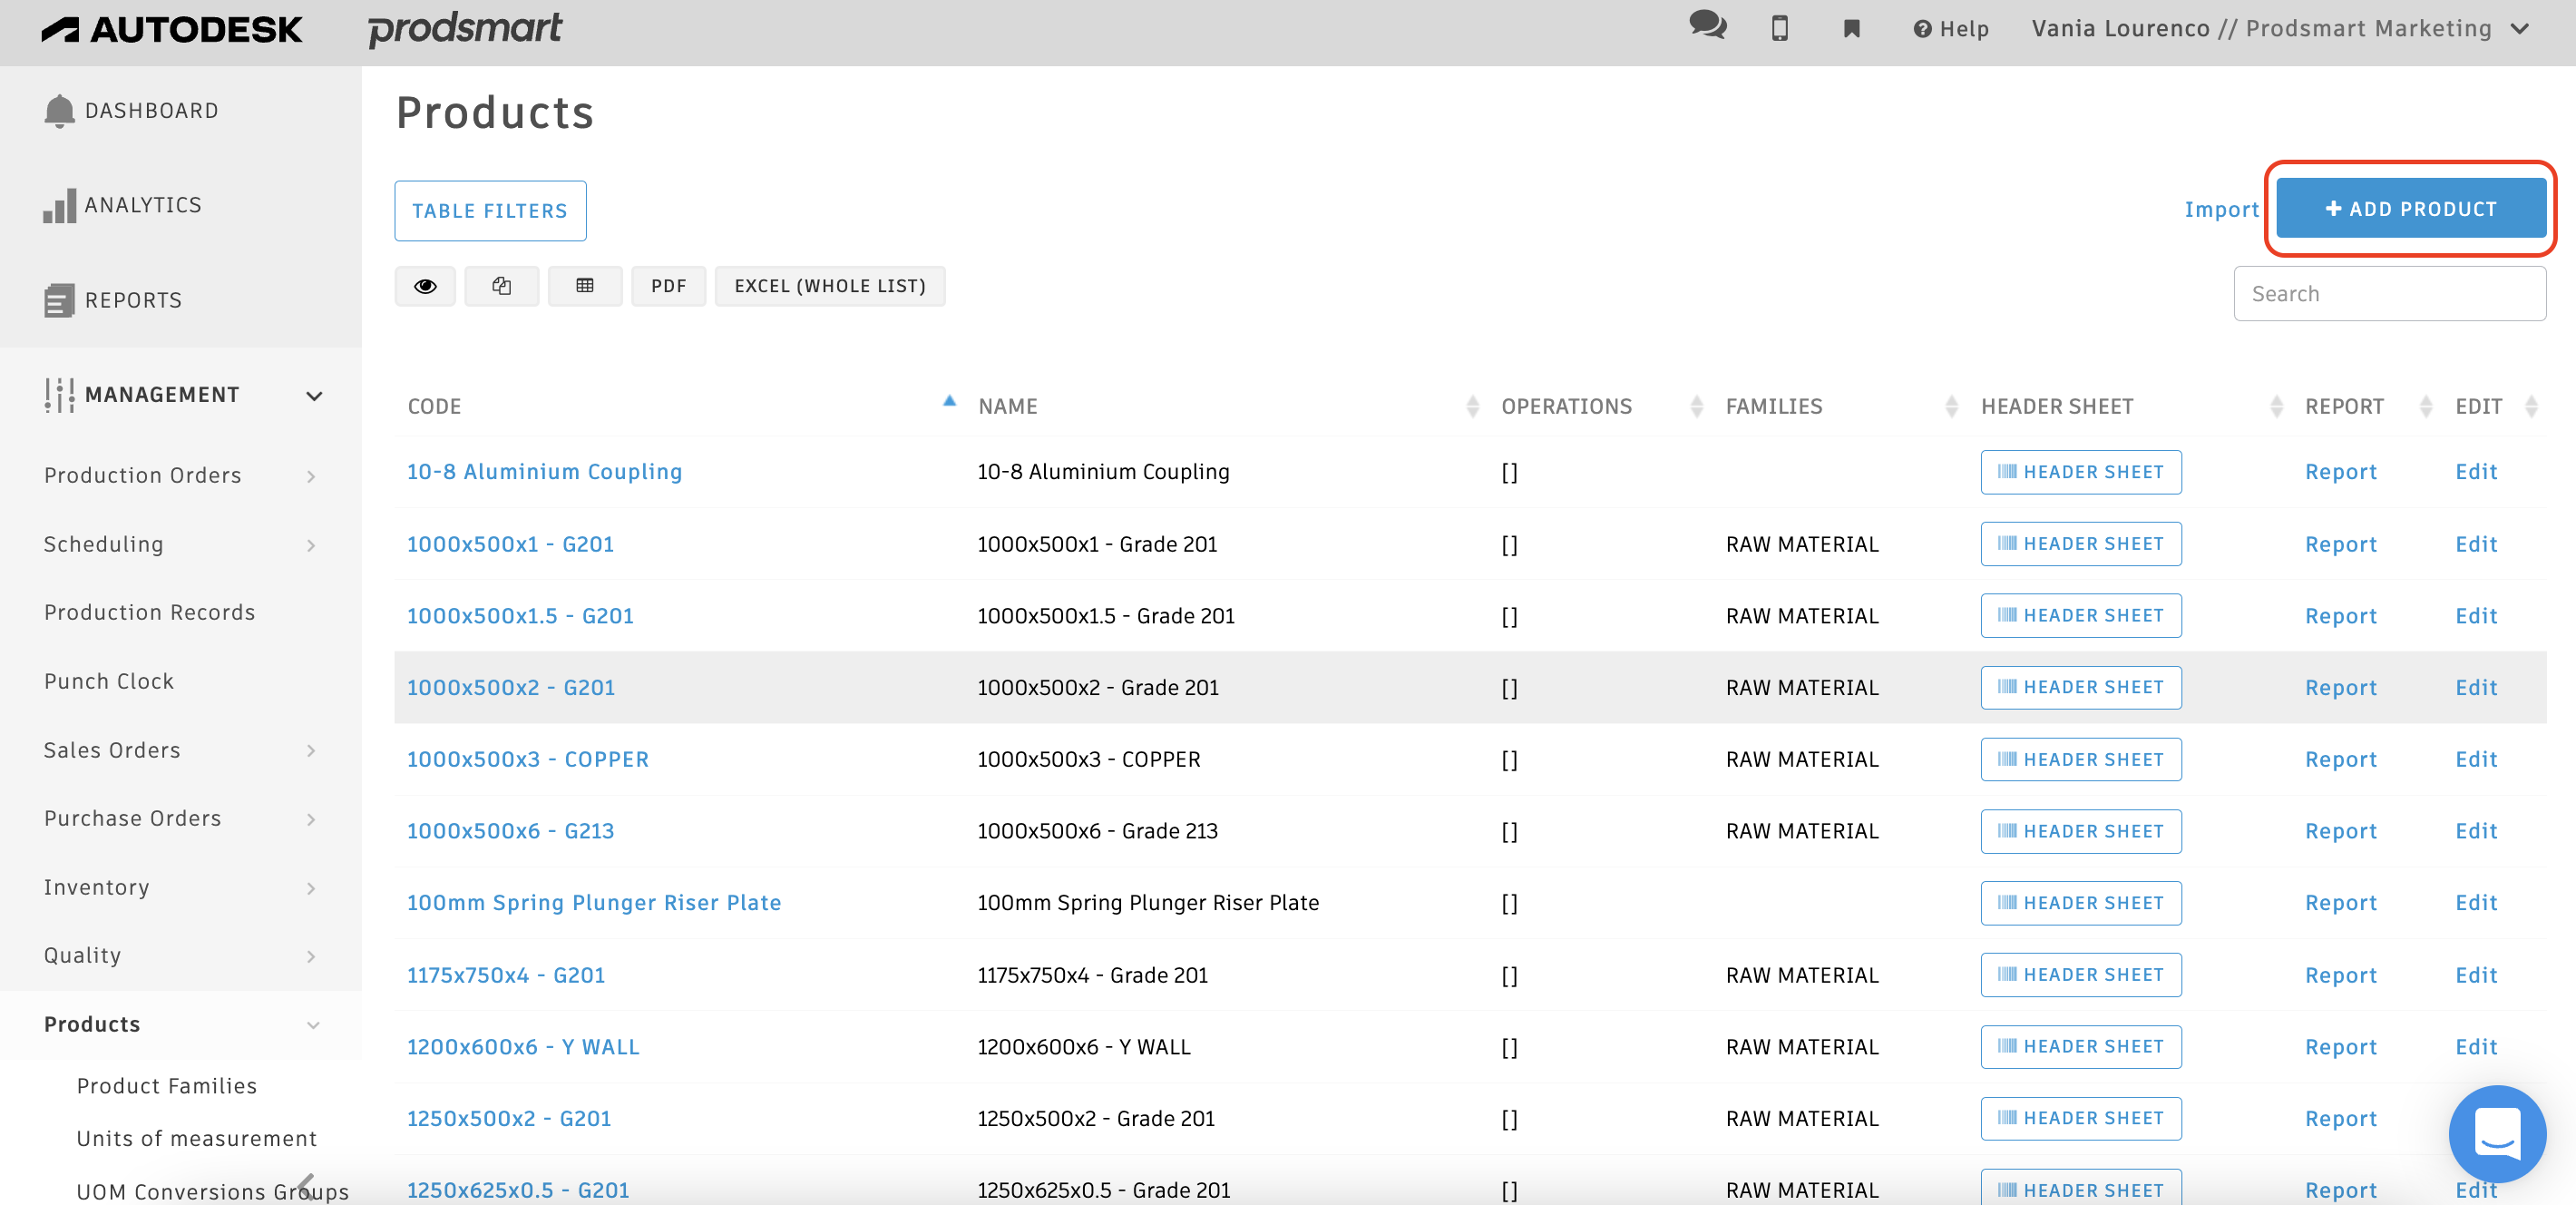 AUTODESK prodsmart Help Vania Lourenco // Prodsmart Marketing
DASHBOARD
ANALYTICS
REPORTS
MANAGEMENT
Production Orders
Scheduling
Production Records
Punch Clock
Sales Orders
Purchase Orders
Inventory
Quality
Products
Product Families
Units of measurement
UOM Conversions Groups
Products
TABLE FILTERS Import + ADD PRODUCT
PDF EXCEL (WHOLE LIST) Search
CODE NAME OPERATIONS FAMILIES HEADER SHEET REPORT EDIT
10-8 Aluminium Coupling 10-8 Aluminium Coupling [] HEADER SHEET Report Edit
1000x500x1 - G201 1000x500x1 - Grade 201 [] RAW MATERIAL HEADER SHEET Report Edit
1000x500x1.5 - G201 1000x500x1.5 - Grade 201 [] RAW MATERIAL HEADER SHEET Report Edit
1000x500x2 - G201 1000x500x2 - Grade 201 [] RAW MATERIAL HEADER SHEET Report Edit
1000x500x3 - COPPER 1000x500x3 - COPPER [] RAW MATERIAL HEADER SHEET Report Edit
1000x500x6 - G213 1000x500x6 - Grade 213 [] RAW MATERIAL HEADER SHEET Report Edit
100mm Spring Plunger Riser Plate 100mm Spring Plunger Riser Plate [] HEADER SHEET Report Edit
1175x750x4 - G201 1175x750x4 - Grade 201 [] RAW MATERIAL HEADER SHEET Report Edit
1200x600x6 - Y WALL 1200x600x6 - Y WALL [] RAW MATERIAL HEADER SHEET Report Edit
1250x500x2 - G201 1250x500x2 - Grade 201 [] RAW MATERIAL HEADER SHEET Report
1250x625x0.5 - G201 1250x625x0.5 - Grade 201 [] RAW MATERIAL HEADER SHEET Report Edit